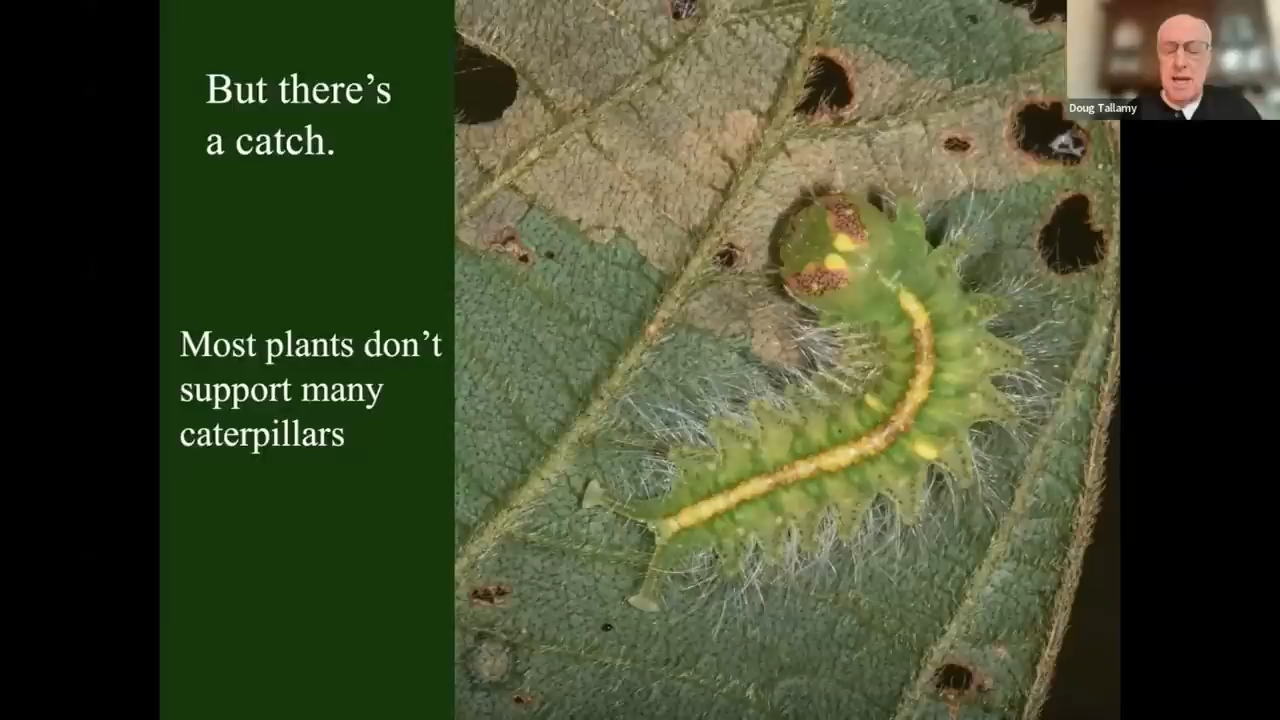 But there's
a catch.
Doug Tallamy
Most plants don't
support many
caterpillars